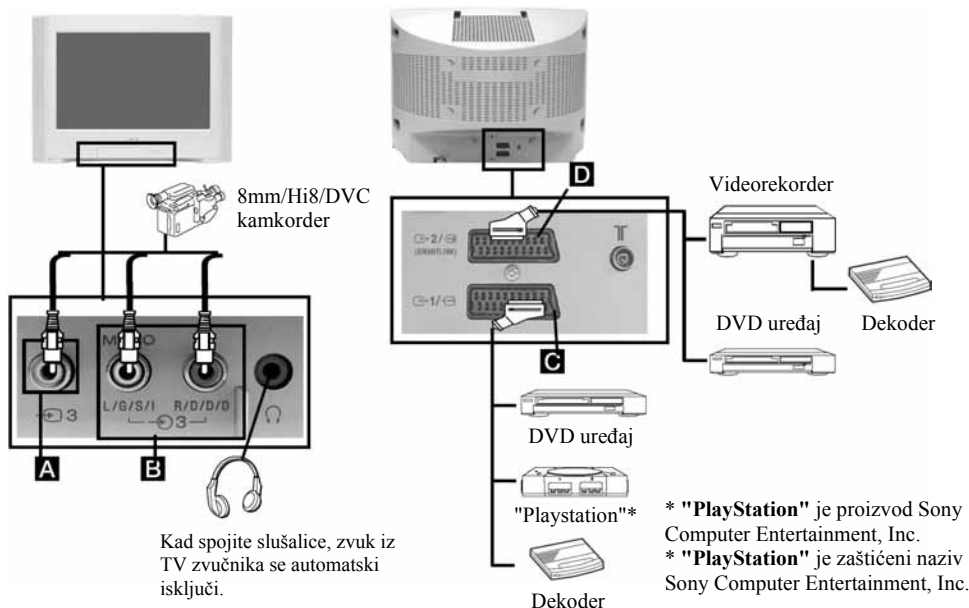 8mm/Hi8/DVC
kamkorder
MONO
L/G/S/I
R/D/D/D
3
3
A
B
Kad spojite slušalice, zvuk iz
TV zvučnika se automatski
isključi.
D
2/
(SMARTLINK)
1/
C
Videorekorder
DVD uređaj
Dekoder
DVD uređaj
"Playstation"*
Dekoder
* "PlayStation" je proizvod Sony
Computer Entertainment, Inc.
* "PlayStation" je zaštićeni naziv
Sony Computer Entertainment, Inc.